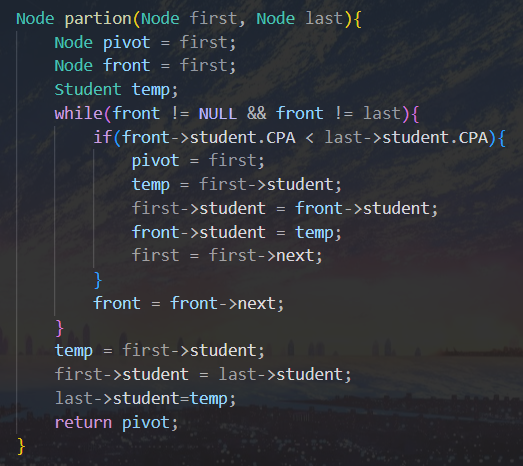 Node partion(Node first, Node last){
    Node pivot = first;
    Node front = first;
    Student temp;
    while(front != NULL && front != last){
        if(front->student.CPA < last->student.CPA){
            pivot = first;
            temp = first->student;
            first->student = front->student;
            front->student = temp;
            first = first->next;
        }
        front = front->next;
    }
    temp = first->student;
    first->student = last->student;
    last->student=temp;
    return pivot;
}